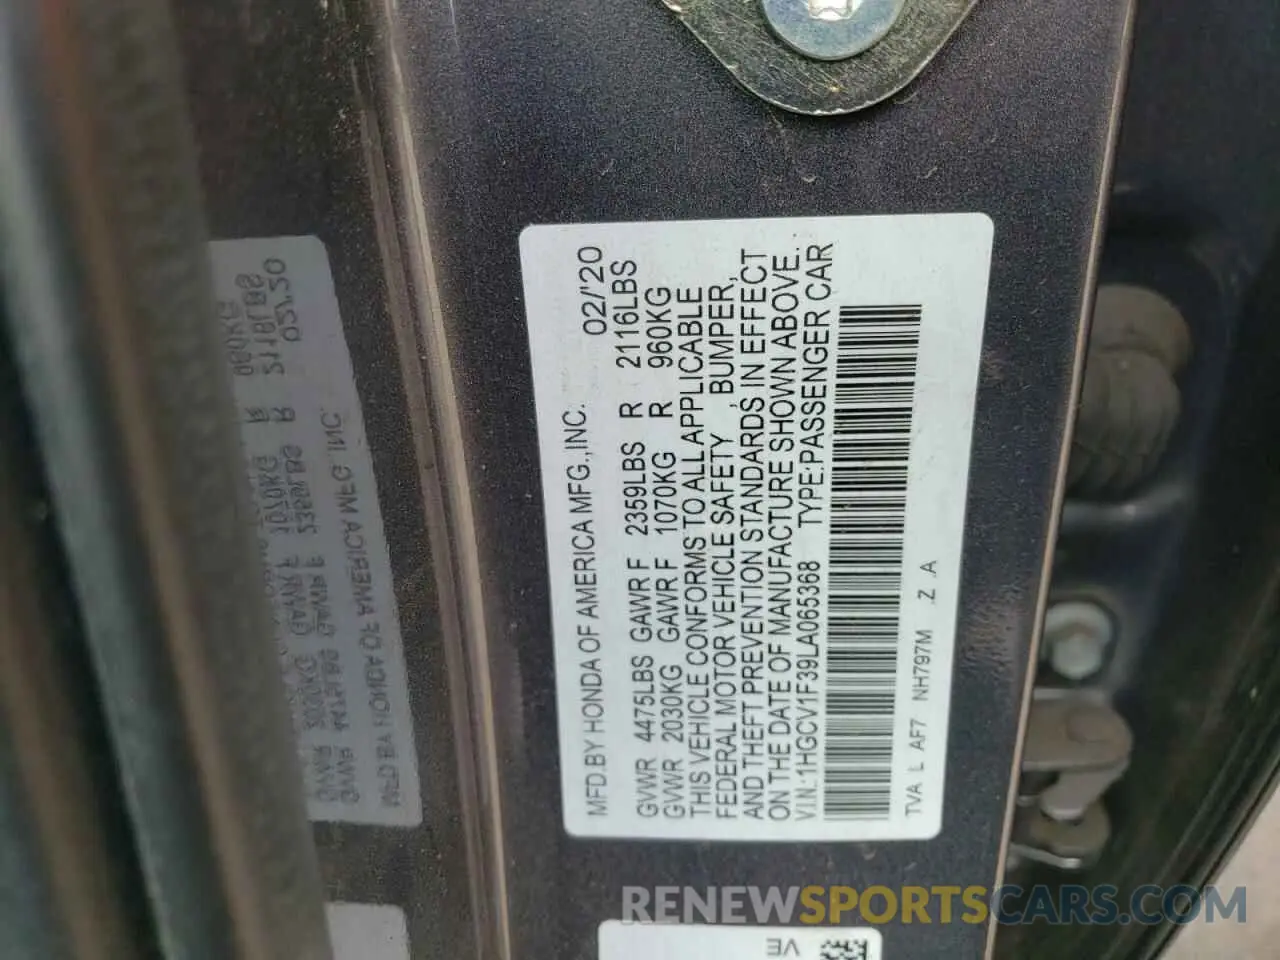 MFD.BY HONDA OF AMERICA MFG.,INC. 02/'20
GVWR 4475LBS GAWR F 2359LBS R 2116LBS
GVWR 2030KG GAWR F 1070KG R 960KG
THIS VEHICLE CONFORMS TO ALL APPLICABLE
FEDERAL MOTOR VEHICLE SAFETY , BUMPER,
AND THEFT PREVENTION STANDARDS IN EFFECT
ON THE DATE OF MANUFACTURE SHOWN ABOVE.
V.I.N.:1HGCV1F39LA065368 TYPE:PASSENGER CAR
TVA L AF7 NH797M .Z .A
VE
RENEWSPORTSCARS.COM